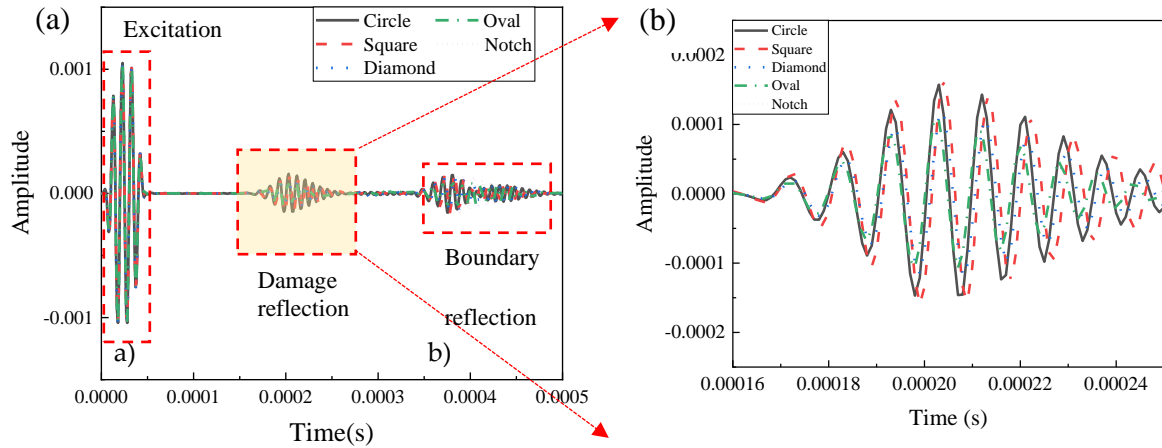 (a)
Excitation
Circle
Square
Diamond
Oval
Notch
0.001
0.000
-0.001
Amplitude
Damage
reflection
Boundary
reflection
a)
b)
0.0000 0.0001 0.0002 0.0003 0.0004 0.0005
Time(s)
(b)
Circle
Square
Diamond
Oval
Notch
0.0002
0.0001
0.0000
-0.0001
-0.0002
Amplitude
0.00016 0.00018 0.00020 0.00022 0.00024
Time (s)